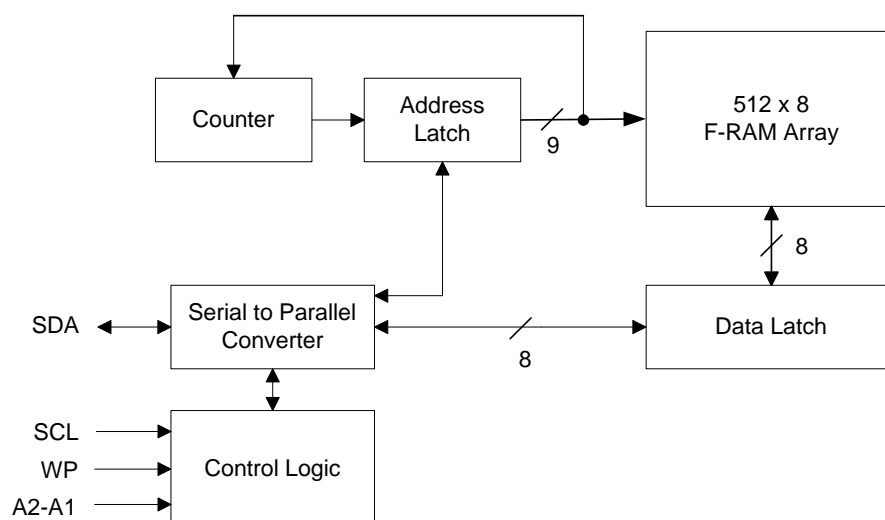 Counter
Address
Latch
9
512 x 8
F-RAM Array
8
SDA
Serial to Parallel
Converter
8
Data Latch
SCL
WP
A2-A1
Control Logic